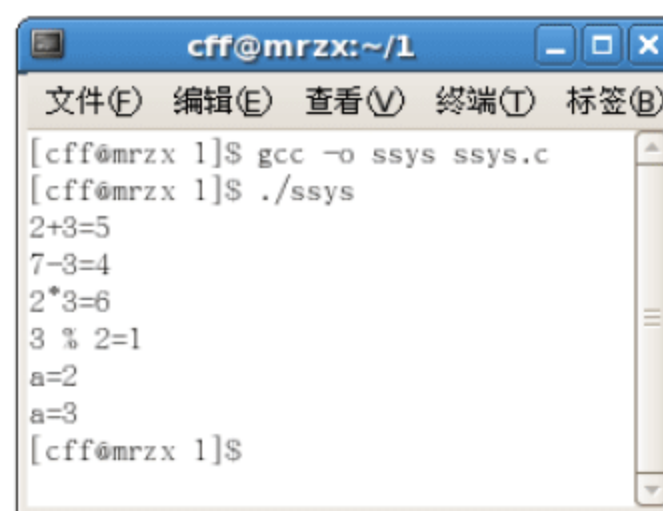 cff@mrzx:~/1
文件(F) 编辑(E) 查看(V) 终端(T) 标签(B)
[cff@mrzx 1]$ gcc -o ssys ssys.c
[cff@mrzx 1]$ ./ssys
2+3=5
7-3=4
2*3=6
3 % 2=1
a=2
a=3
[cff@mrzx 1]$